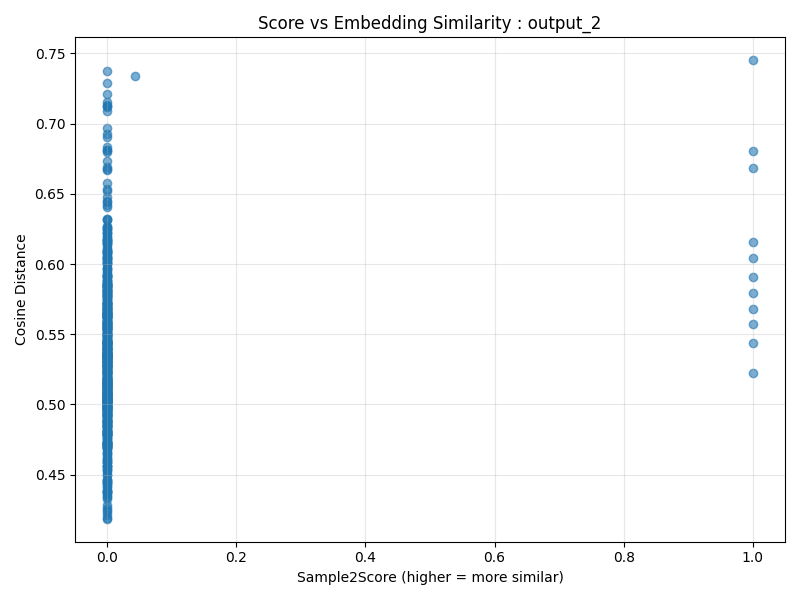 Score vs Embedding Similarity : output_2
0.75
0.70
0.65
0.60
0.55
0.50
0.45
Cosine Distance
0.0 0.2 0.4 0.6 0.8 1.0
Sample2Score (higher = more similar)